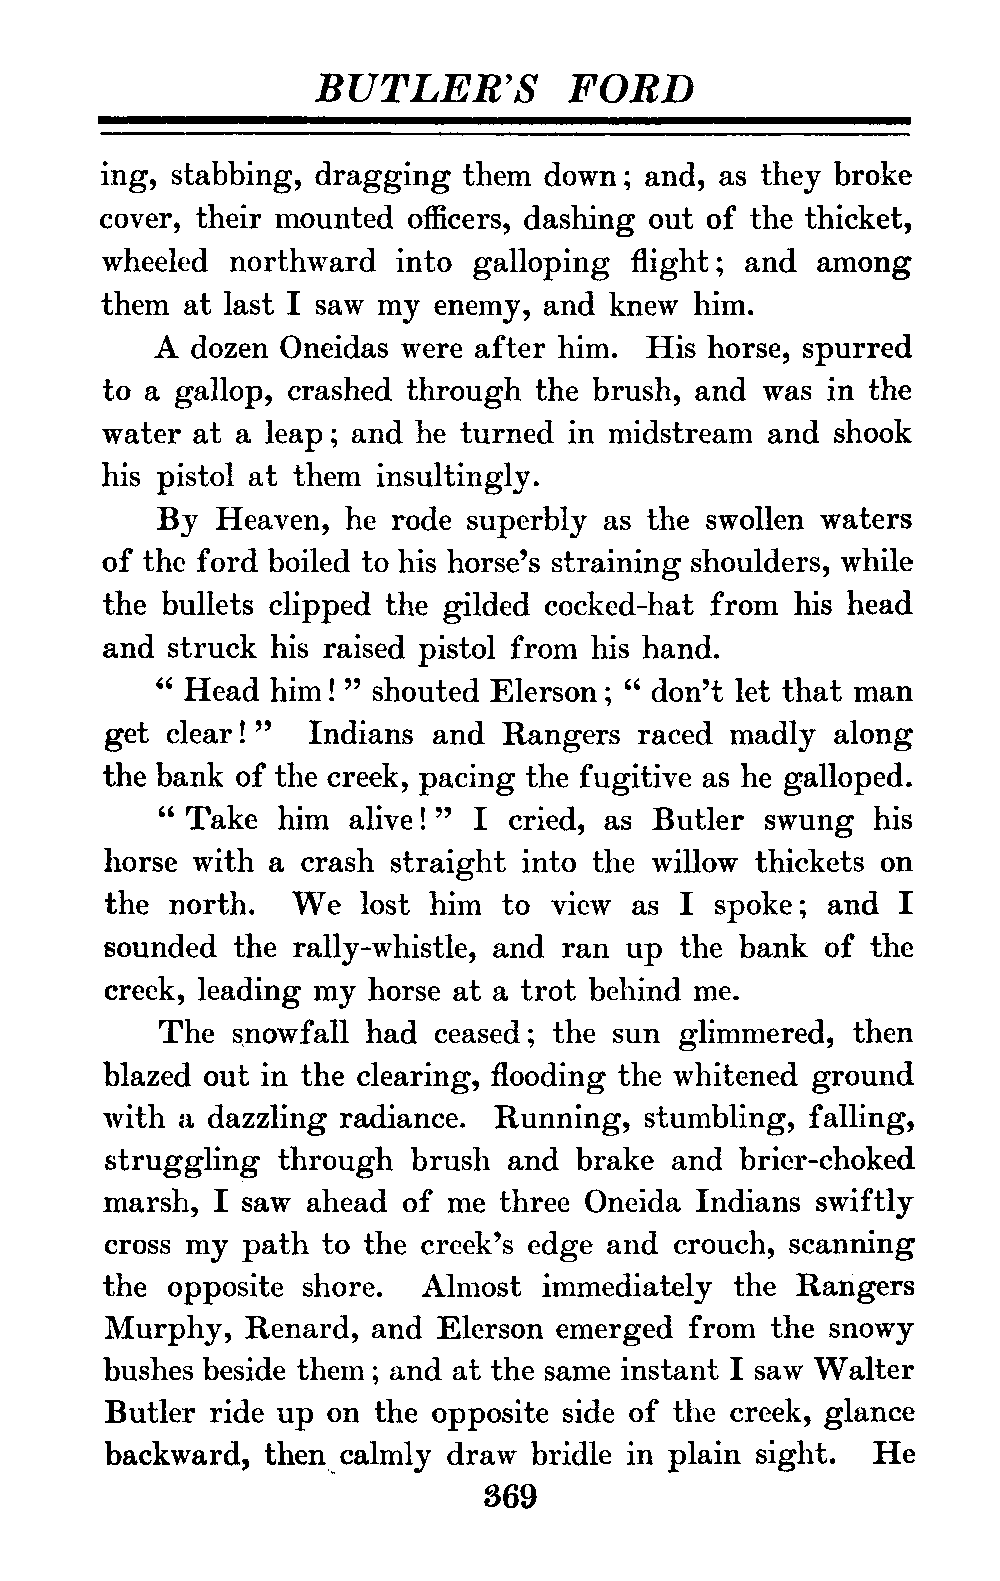 BUTLER'S FORD
ing, stabbing, dragging them down; and, as they broke
cover, their mounted officers, dashing out of the thicket,
wheeled northward into galloping flight; and among
them at last I saw my enemy, and knew him.
A dozen Oneidas were after him. His horse, spurred
to a gallop, crashed through the brush, and was in the
water at a leap; and he turned in midstream and shook
his pistol at them insultingly.
By Heaven, he rode superbly as the swollen waters
of the ford boiled to his horse's straining shoulders, while
the bullets clipped the gilded cocked-hat from his head
and struck his raised pistol from his hand.
“ Head him! ” shouted Elerson; “ don't let that man
get clear! ” Indians and Rangers raced madly along
the bank of the creek, pacing the fugitive as he galloped.
“ Take him alive! ” I cried, as Butler swung his
horse with a crash straight into the willow thickets on
the north. We lost him to view as I spoke; and I
sounded the rally-whistle, and ran up the bank of the
creek, leading my horse at a trot behind me.
The snowfall had ceased; the sun glimmered, then
blazed out in the clearing, flooding the whitened ground
with a dazzling radiance. Running, stumbling, falling,
struggling through brush and brake and brier-choked
marsh, I saw ahead of me three Oneida Indians swiftly
cross my path to the creek's edge and crouch, scanning
the opposite shore. Almost immediately the Rangers
Murphy, Renard, and Elerson emerged from the snowy
bushes beside them; and at the same instant I saw Walter
Butler ride up on the opposite side of the creek, glance
backward, then calmly draw bridle in plain sight. He
369